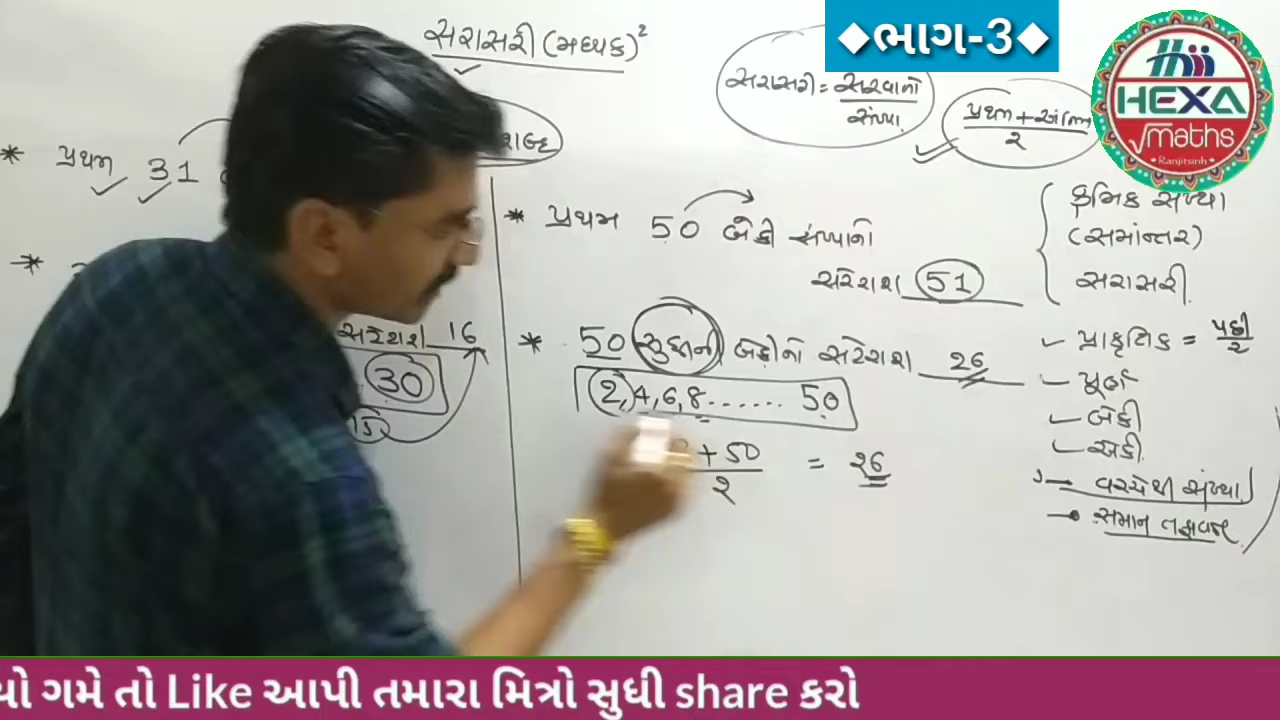 ◆ભાગ-3◆
HEXA
maths
Ranjitsinh
સરાસરી (મધ્યક)²
સરાસરી = સરવાળો
સંખ્યા
પ્રથમ + અંતિમ
2
* પ્રથમ 31
*
સરેરાશ 16
30
15
* પ્રથમ 50 બેકી સંખ્યાની
સરેરાશ 51
* 50 સુધીની બેકીની સરેરાશ 26
2, 4, 6, 8 ...... 50
+ 50
2
= 26
ક્રમિક સંખ્યા
(સમાંતર)
સરાસરી.
પ્રાકૃતિક =
2
બેકી
એકી
વચ્ચેની સંખ્યા
સમાન તફાવત
ગમે તો Like આપી તમારા મિત્રો સુધી share કરો